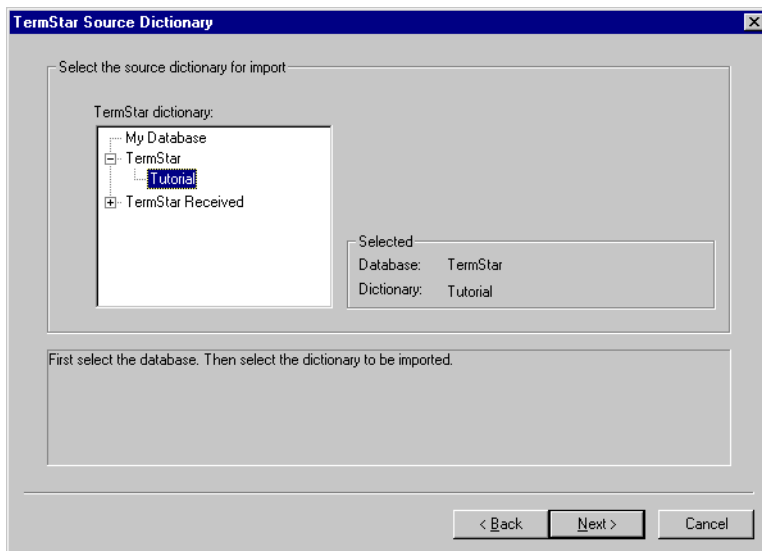 TermStar Source Dictionary
Select the source dictionary for import
TermStar dictionary:
My Database
TermStar
Tutorial
TermStar Received
Selected
Database: TermStar
Dictionary: Tutorial
First select the database. Then select the dictionary to be imported.
< Back Next > Cancel